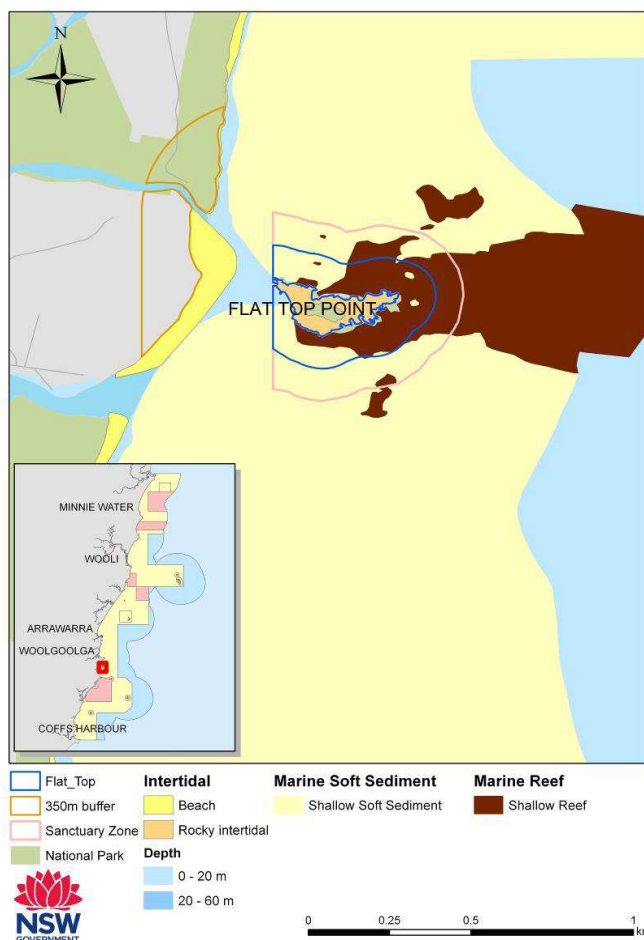 N
FLAT TOP POINT
MINNIE WATER
WOOLI
ARRAWARRA
WOOLGOOLGA
COFFS HARBOUR
Flat_Top
350m buffer
Sanctuary Zone
National Park
Intertidal
Beach
Rocky intertidal
Depth
0 - 20 m
20 - 60 m
Marine Soft Sediment
Shallow Soft Sediment
Marine Reef
Shallow Reef
NSW
GOVERNMENT
0 0.25 0.5 1